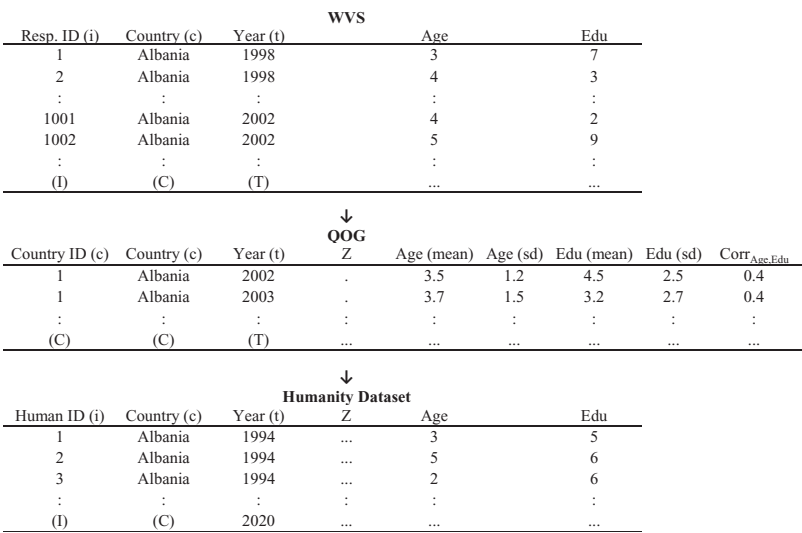 WVS
Resp. ID (i) Country (c) Year (t) Age Edu
1 Albania 1998 3 7
2 Albania 1998 4 3
: : : : :
1001 Albania 2002 4 2
1002 Albania 2002 5 9
: : : : :
(I) (C) (T) ... ...
↓
QOG
Country ID (c) Country (c) Year (t) Z Age (mean) Age (sd) Edu (mean) Edu (sd) Corr Age,Edu
1 Albania 2002 . 3.5 1.2 4.5 2.5 0.4
1 Albania 2003 . 3.7 1.5 3.2 2.7 0.4
: : : : : : : : :
(C) (C) (T) ... ... ... ... ... ...
↓
Humanity Dataset
Human ID (i) Country (c) Year (t) Z Age Edu
1 Albania 1994 ... 3 5
2 Albania 1994 ... 5 6
3 Albania 1994 ... 2 6
: : : : : :
(I) (C) 2020 ... ... ...